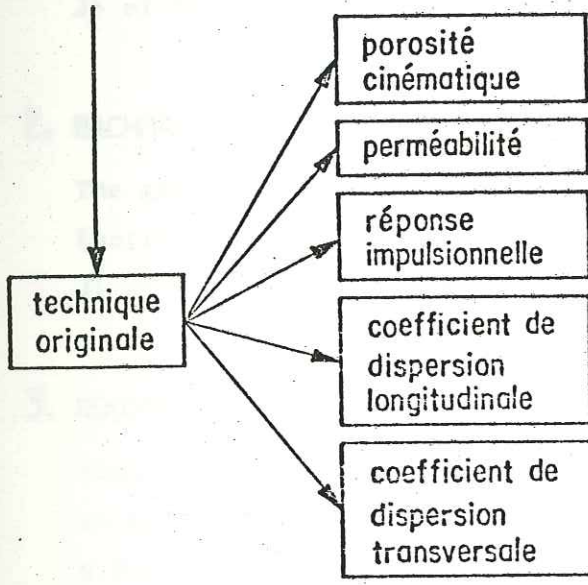 porosité
cinématique
perméabilité
réponse
impulsionnelle
technique
originale
coefficient de
dispersion
longitudinale
coefficient de
dispersion
transversale